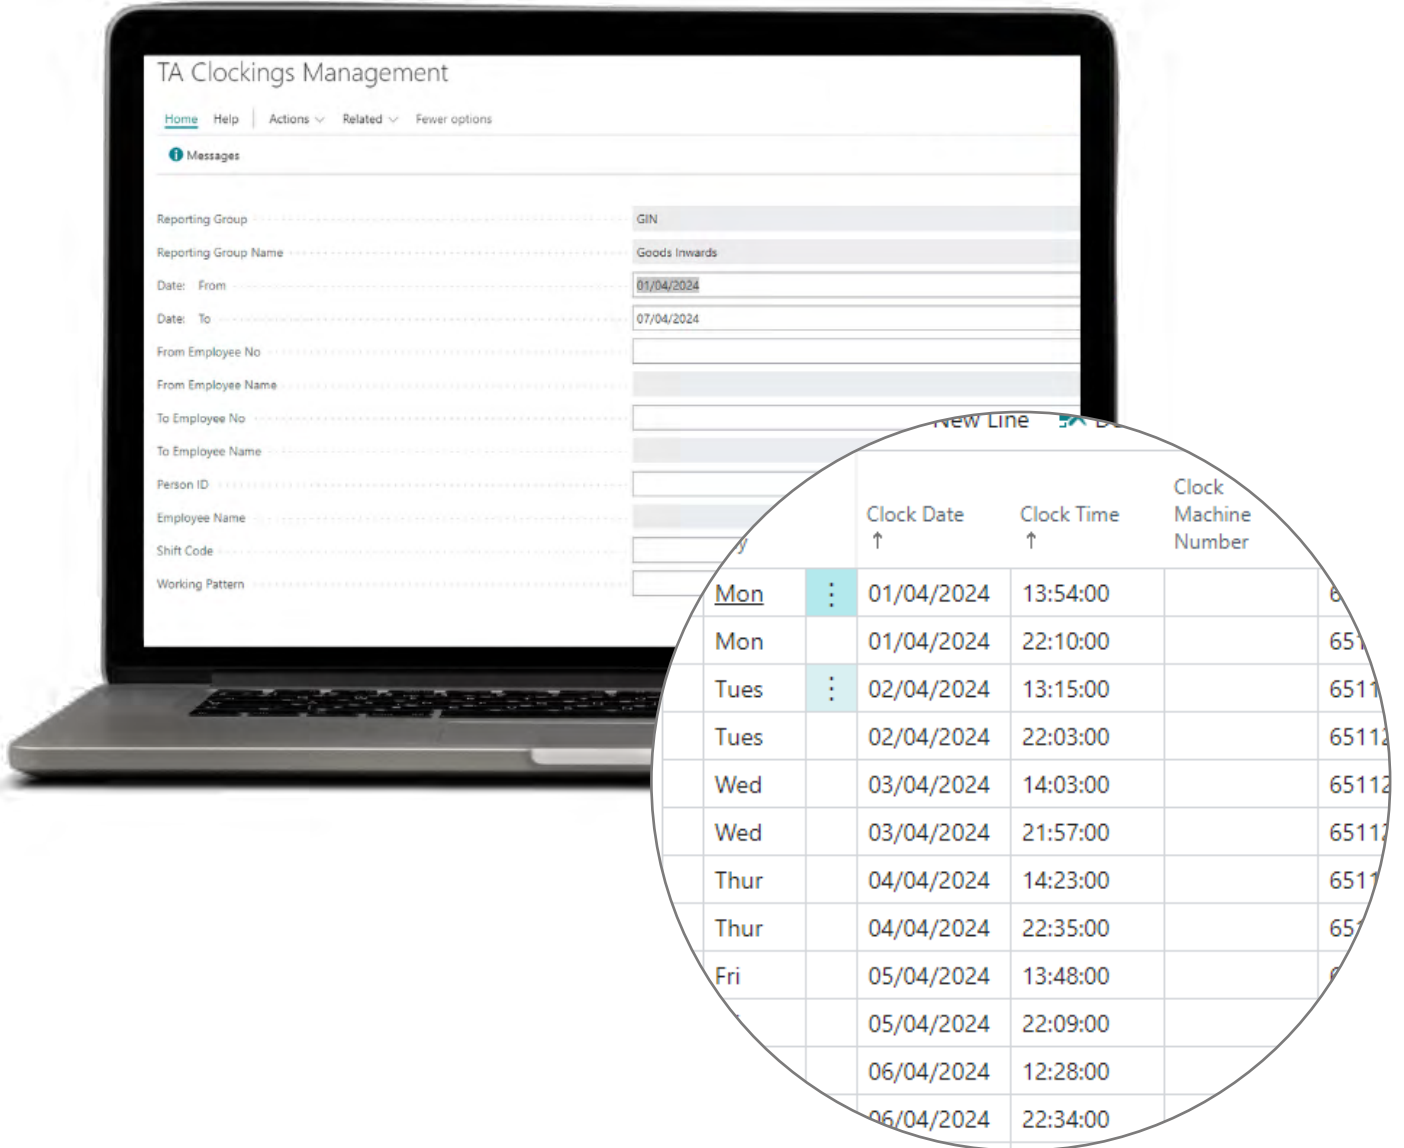 TA Clockings Management
Home Help Actions Related Fewer options
Messages
Reporting Group GIN
Reporting Group Name Goods Inwards
Date: From 01/04/2024
Date: To 07/04/2024
From Employee No
From Employee Name
To Employee No
To Employee Name
Person ID
Employee Name
Shift Code
Working Pattern
New Line
Clock Date ↑ Clock Time ↑ Clock Machine Number
Mon 01/04/2024 13:54:00
Mon 01/04/2024 22:10:00
Tues 02/04/2024 13:15:00
Tues 02/04/2024 22:03:00
Wed 03/04/2024 14:03:00
Wed 03/04/2024 21:57:00
Thur 04/04/2024 14:23:00
Thur 04/04/2024 22:35:00
Fri 05/04/2024 13:48:00
05/04/2024 22:09:00
06/04/2024 12:28:00
06/04/2024 22:34:00